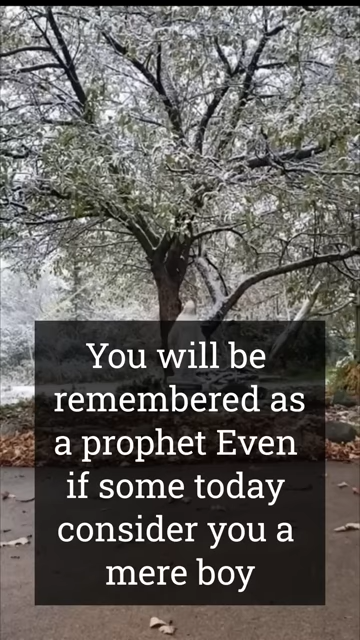 You will be
remembered as
a prophet Even
if some today
consider you a
mere boy